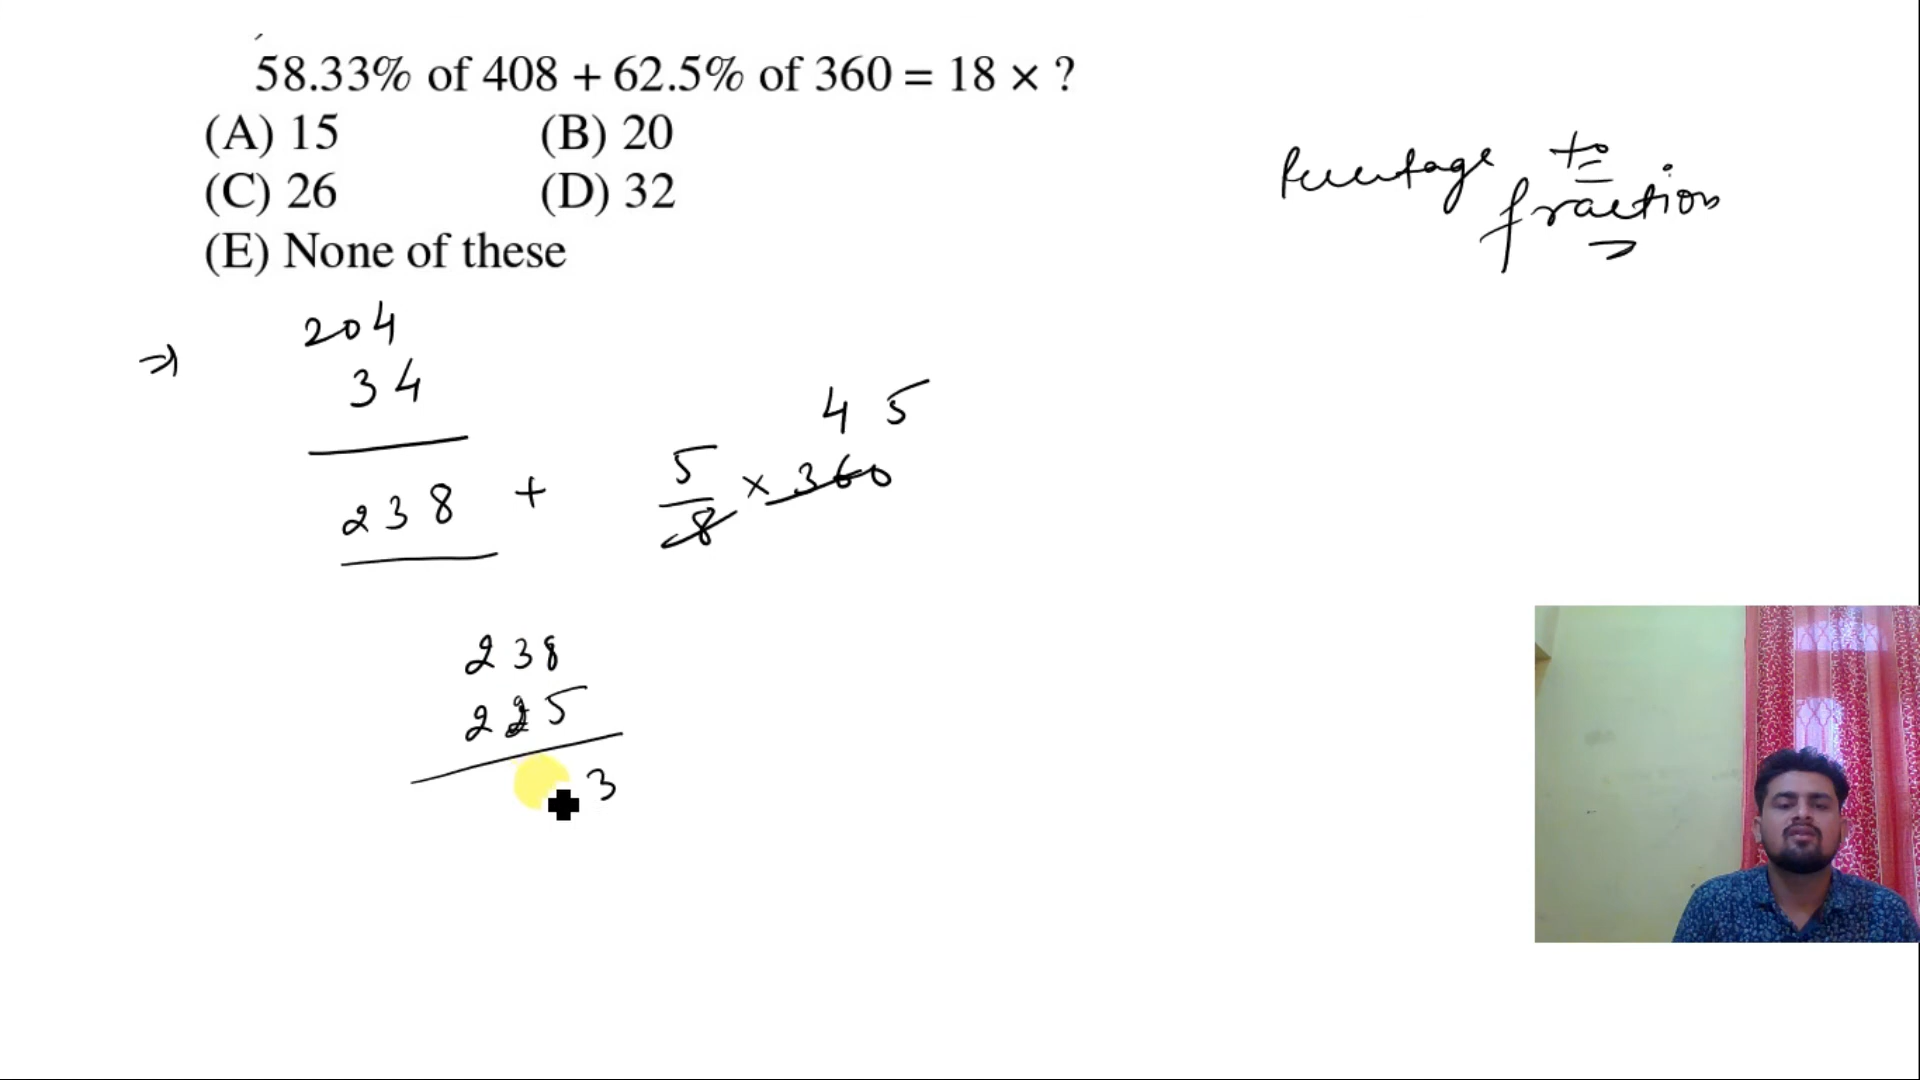 58.33% of 408 + 62.5% of 360 = 18 × ?
(A) 15 (B) 20
(C) 26 (D) 32
(E) None of these
Percentage to
fraction
⇒ 204
34
238 + 5/8 × 360 45
238
225
3